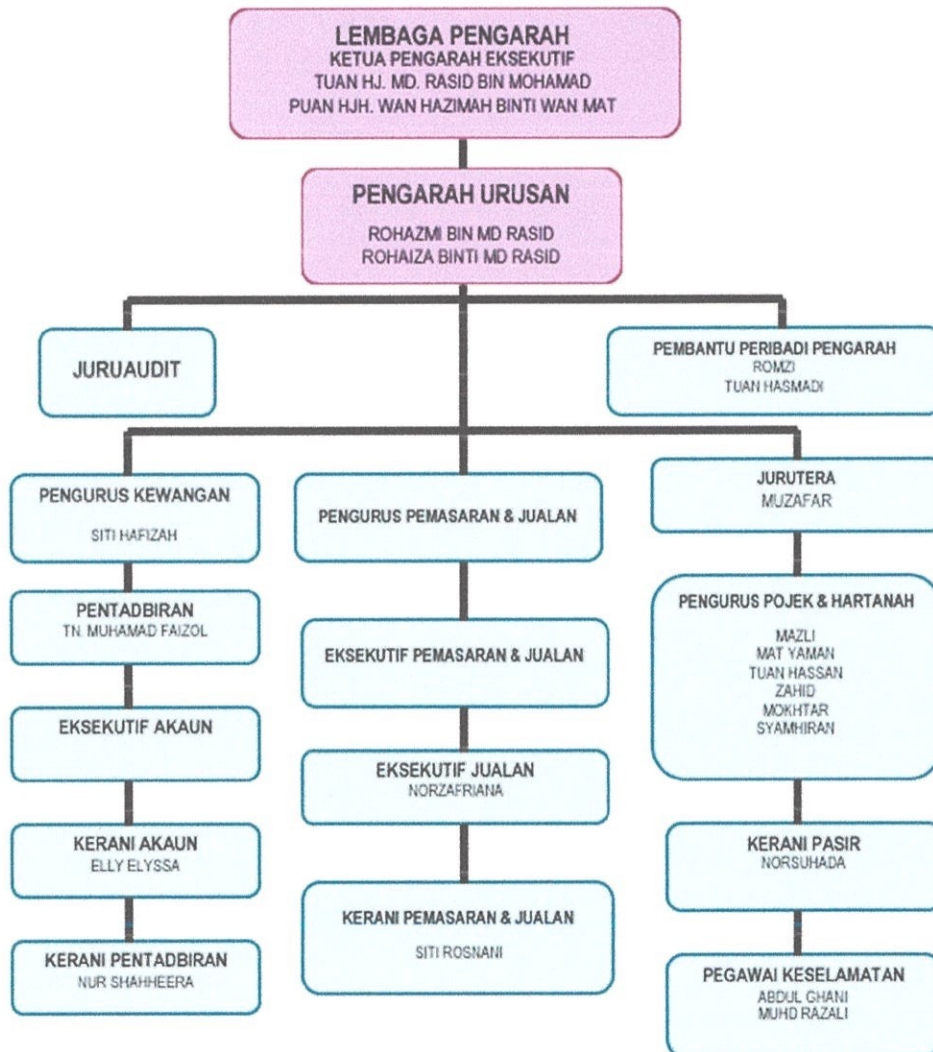 LEMBAGA PENGARAH
KETUA PENGARAH EKSEKUTIF
TUAN HJ. MD. RASID BIN MOHAMAD
PUAN HJH. WAN HAZIMAH BINTI WAN MAT
PENGARAH URUSAN
ROHAZMI BIN MD RASID
ROHAIZA BINTI MD RASID
JURUAUDIT
PEMBANTU PERIBADI PENGARAH
ROMZI
TUAN HASMADI
PENGURUS KEWANGAN
SITI HAFIZAH
PENTADBIRAN
TN. MUHAMAD FAIZOL
EKSEKUTIF AKAUN
KERANI AKAUN
ELLY ELYSSA
KERANI PENTADBIRAN
NUR SHAHHEERA
PENGURUS PEMASARAN & JUALAN
EKSEKUTIF PEMASARAN & JUALAN
EKSEKUTIF JUALAN
NORZAFRIANA
KERANI PEMASARAN & JUALAN
SITI ROSNANI
JURUTERA
MUZAFAR
PENGURUS POJEK & HARTANAH
MAZLI
MAT YAMAN
TUAN HASSAN
ZAHID
MOKHTAR
SYAMHIRAN
KERANI PASIR
NORSUHADA
PEGAWAI KESELAMATAN
ABDUL GHANI
MUHD RAZALI